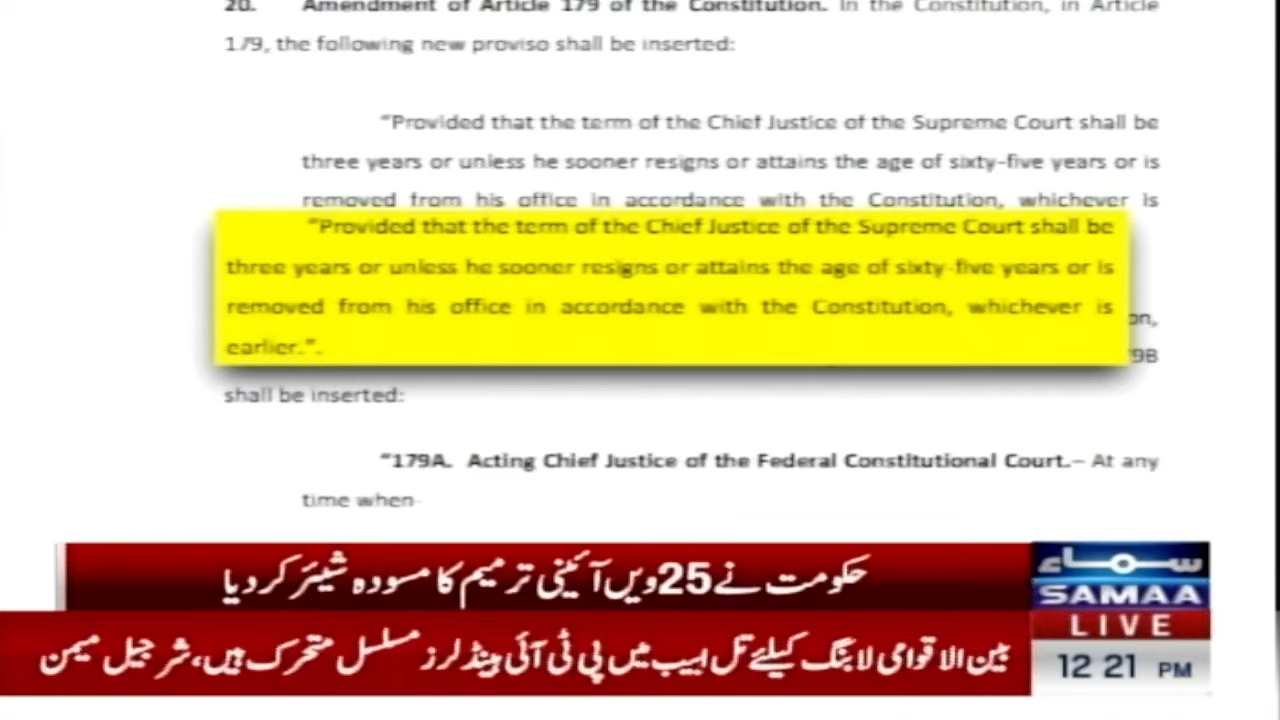 20. Amendment of Article 179 of the Constitution. In the Constitution, in Article
179, the following new proviso shall be inserted:
“Provided that the term of the Chief Justice of the Supreme Court shall be
three years or unless he sooner resigns or attains the age of sixty-five years or is
removed from his office in accordance with the Constitution, whichever is
“Provided that the term of the Chief Justice of the Supreme Court shall be
three years or unless he sooner resigns or attains the age of sixty-five years or is
removed from his office in accordance with the Constitution, whichever is
earlier.”.
on,
9B
shall be inserted:
“179A. Acting Chief Justice of the Federal Constitutional Court.– At any
time when-
حکومت نے 25ویں آئینی ترمیم کا مسودہ شیئر کر دیا
بین الاقوامی لابنگ کیلئے تل ابیب میں پی ٹی آئی ہینڈلرز مسلسل متحرک ہیں، شرجیل میمن
سماء
SAMAA
LIVE
12 21 PM